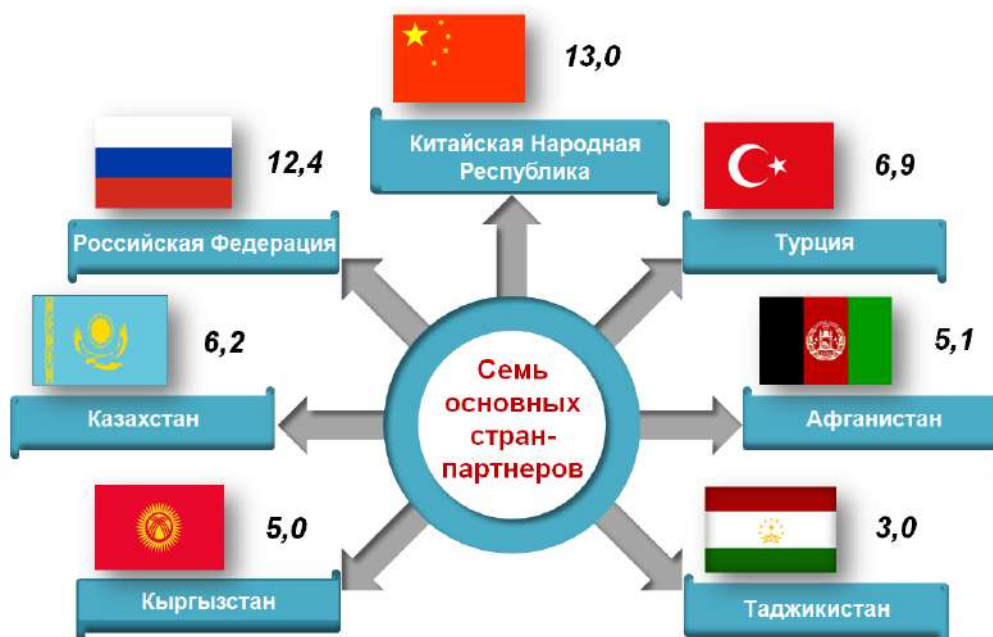 13,0
Китайская Народная
Республика
12,4
Российская Федерация
6,9
Турция
6,2
Казахстан
Семь
основных
стран-
партнеров
5,1
Афганистан
5,0
Кыргызстан
3,0
Таджикистан